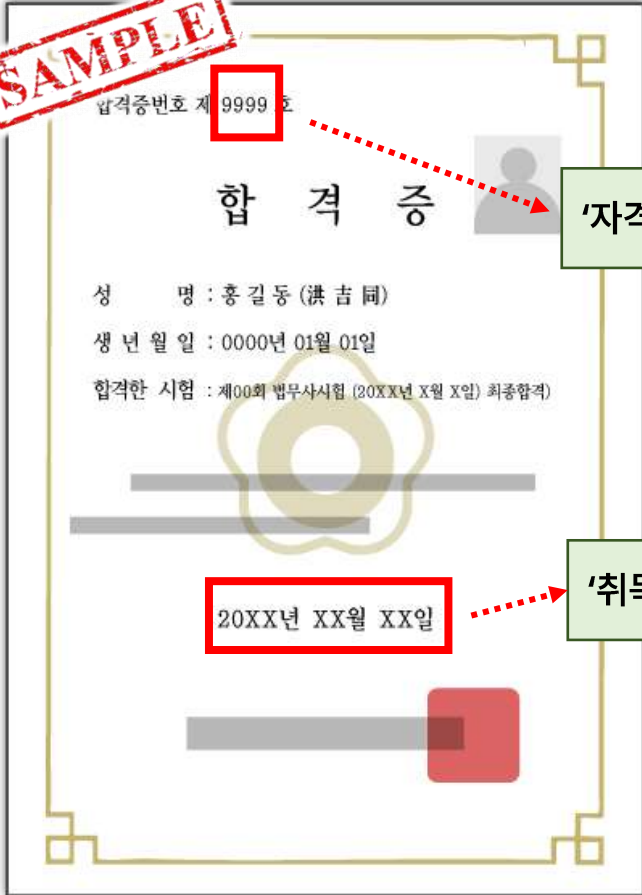 SAMPLE
합격증번호 제 9999 호
합 격 증
'자격
성 명 : 홍 길 동 (洪 吉 同)
생 년 월 일 : 0000년 01월 01일
합격한 시험 : 제00회 법무사시험 (20XX년 X월 X일) 최종합격)
20XX년 XX월 XX일